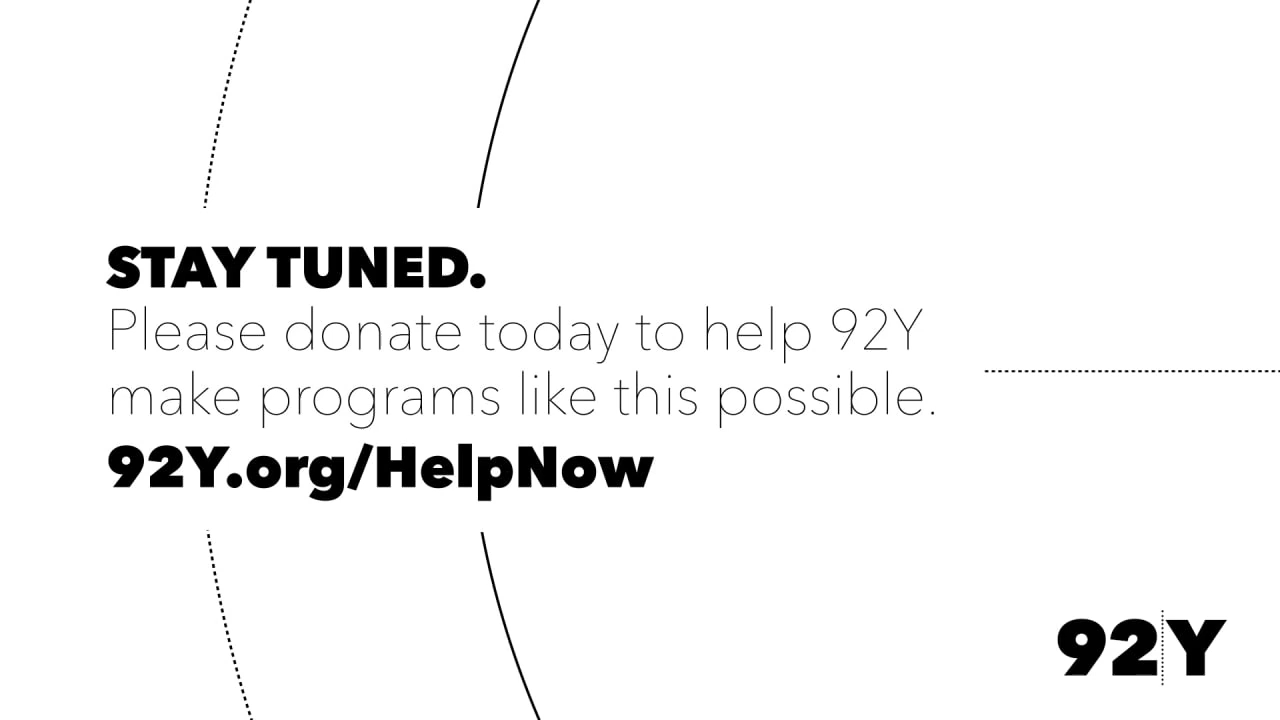 STAY TUNED.
Please donate today to help 92Y
make programs like this possible.
92Y.org/HelpNow
92Y